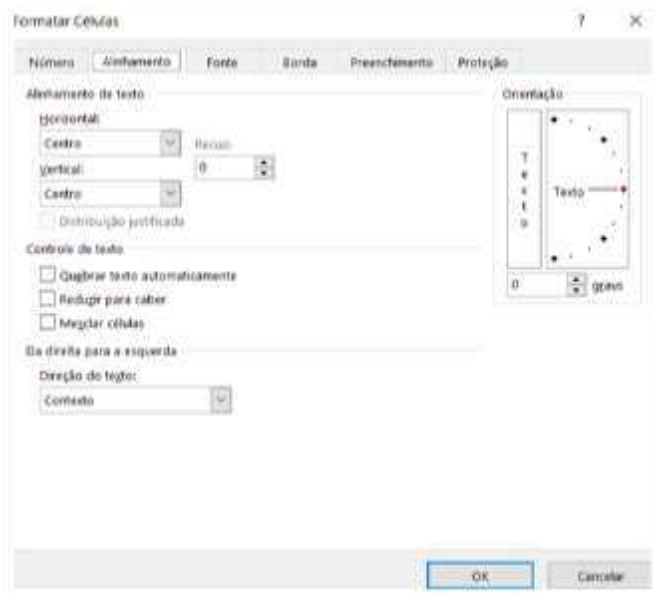 Formatar Células ? ×
Número Alinhamento Fonte Borda Preenchimento Proteção
Alinhamento de texto
Horizontal:
Centro
Recuo:
Vertical:
0
Centro
Distribuição justificada
Controle de texto
Quebrar texto automaticamente
Reduzir para caber
Mesclar células
Da direita para a esquerda
Direção do texto:
Contexto
Orientação
Texto
Texto
0 graus
OK Cancelar